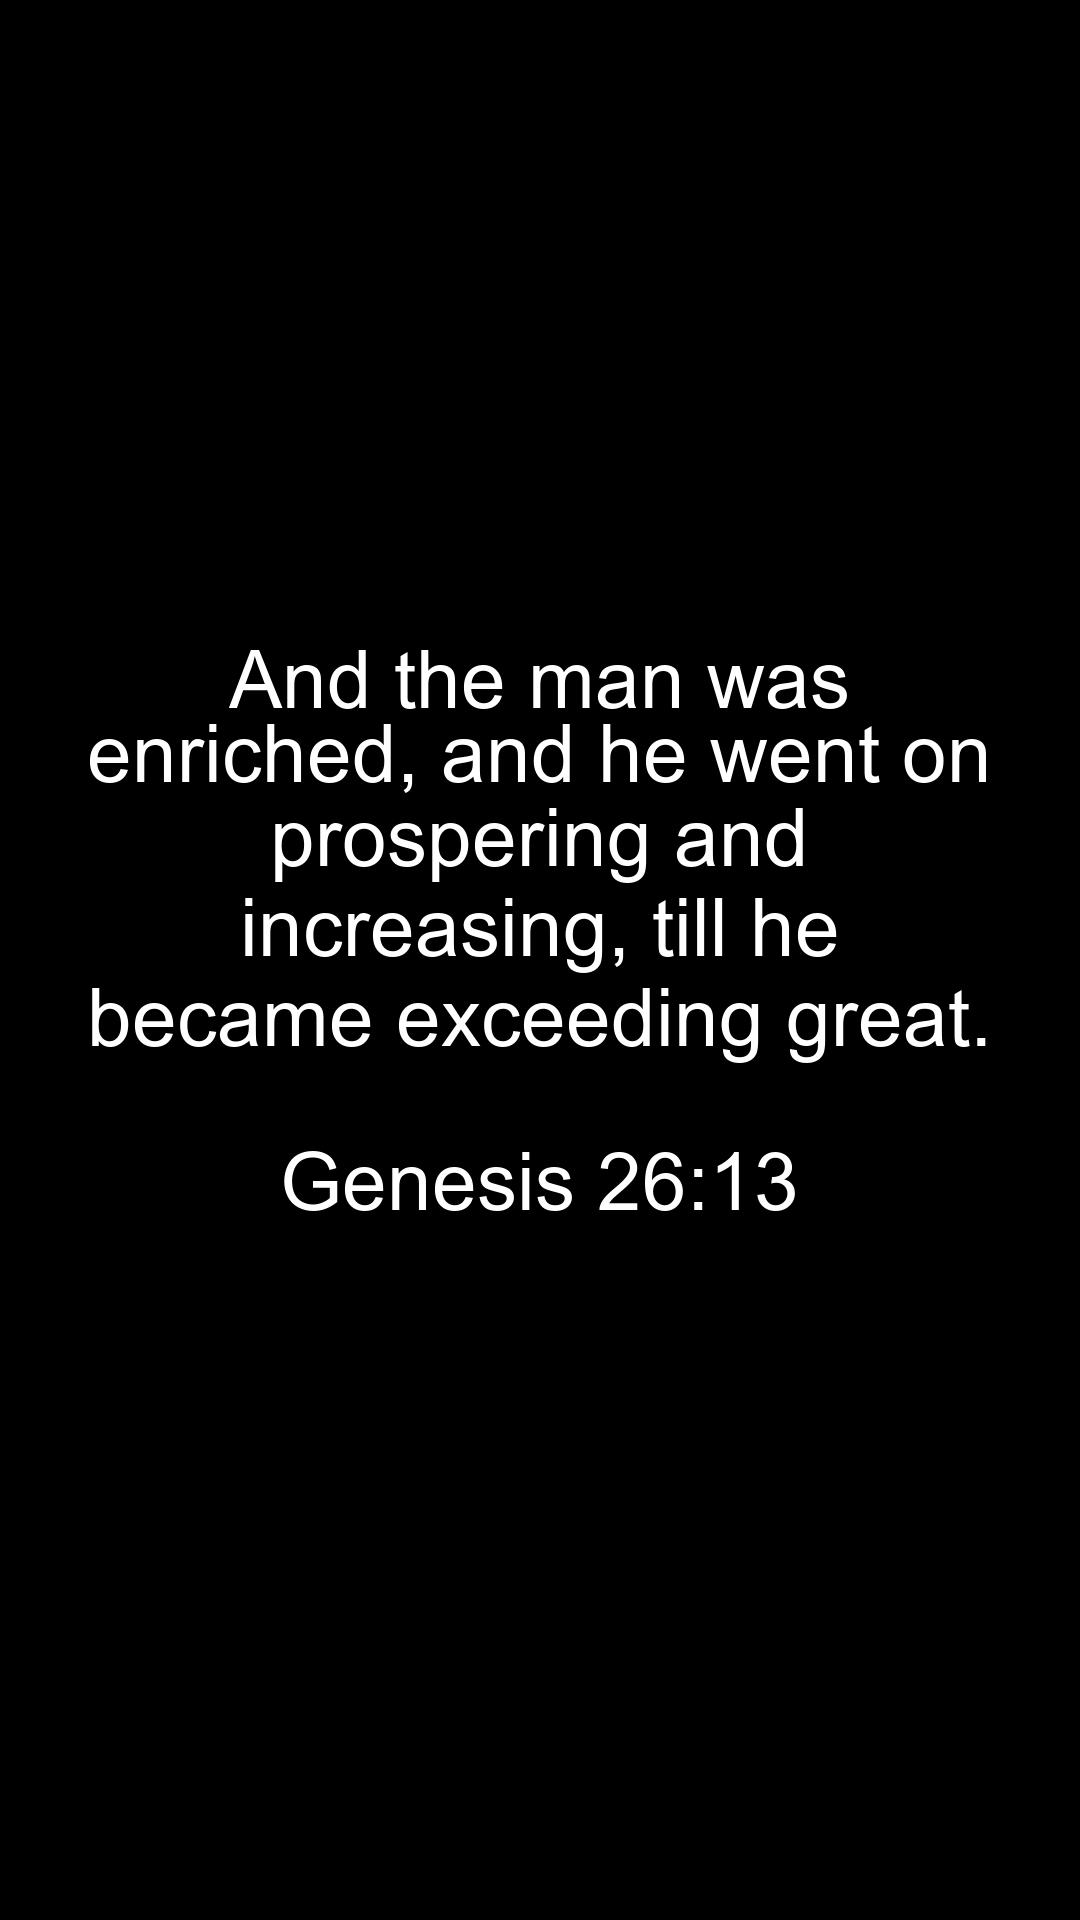 And the man was
enriched, and he went on
prospering and
increasing, till he
became exceeding great.
Genesis 26:13